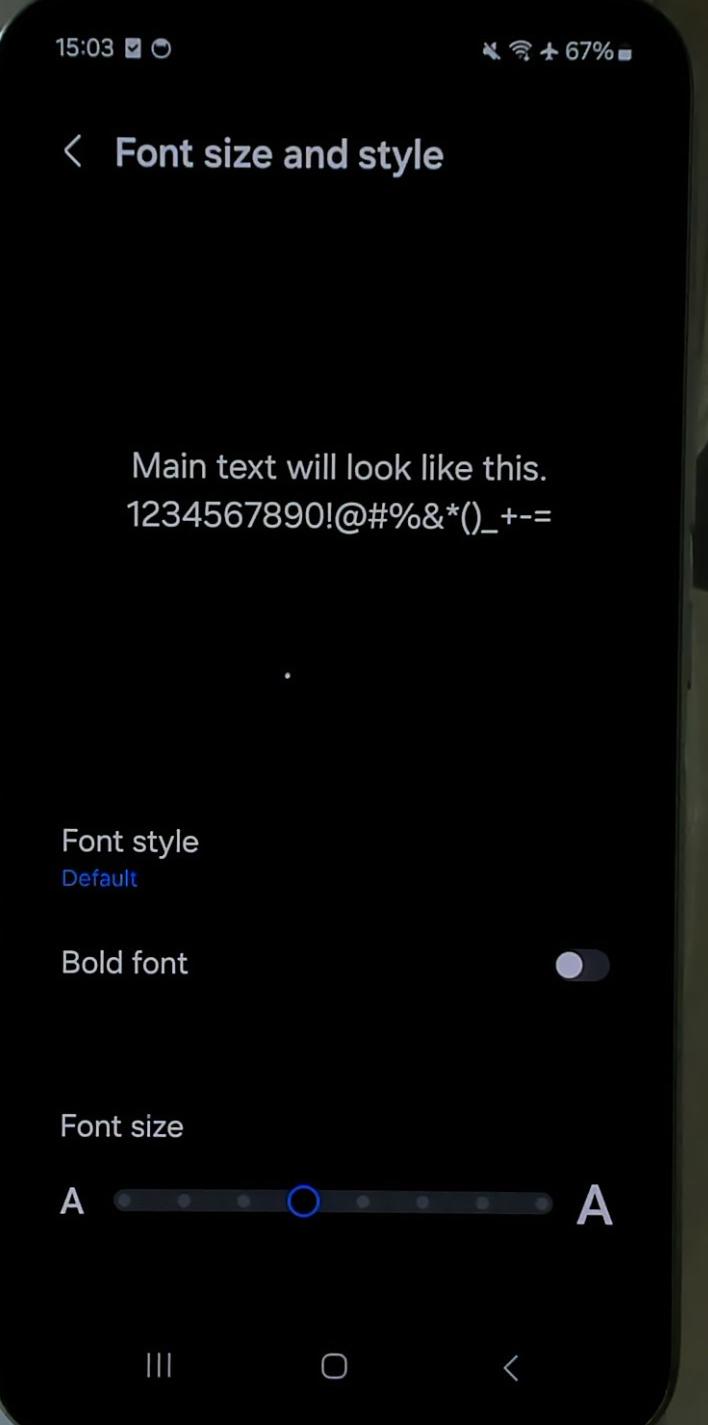 15:03 67%
Font size and style
Main text will look like this.
1234567890!@#%&*()_+-=
Font style
Default
Bold font
Font size
A A